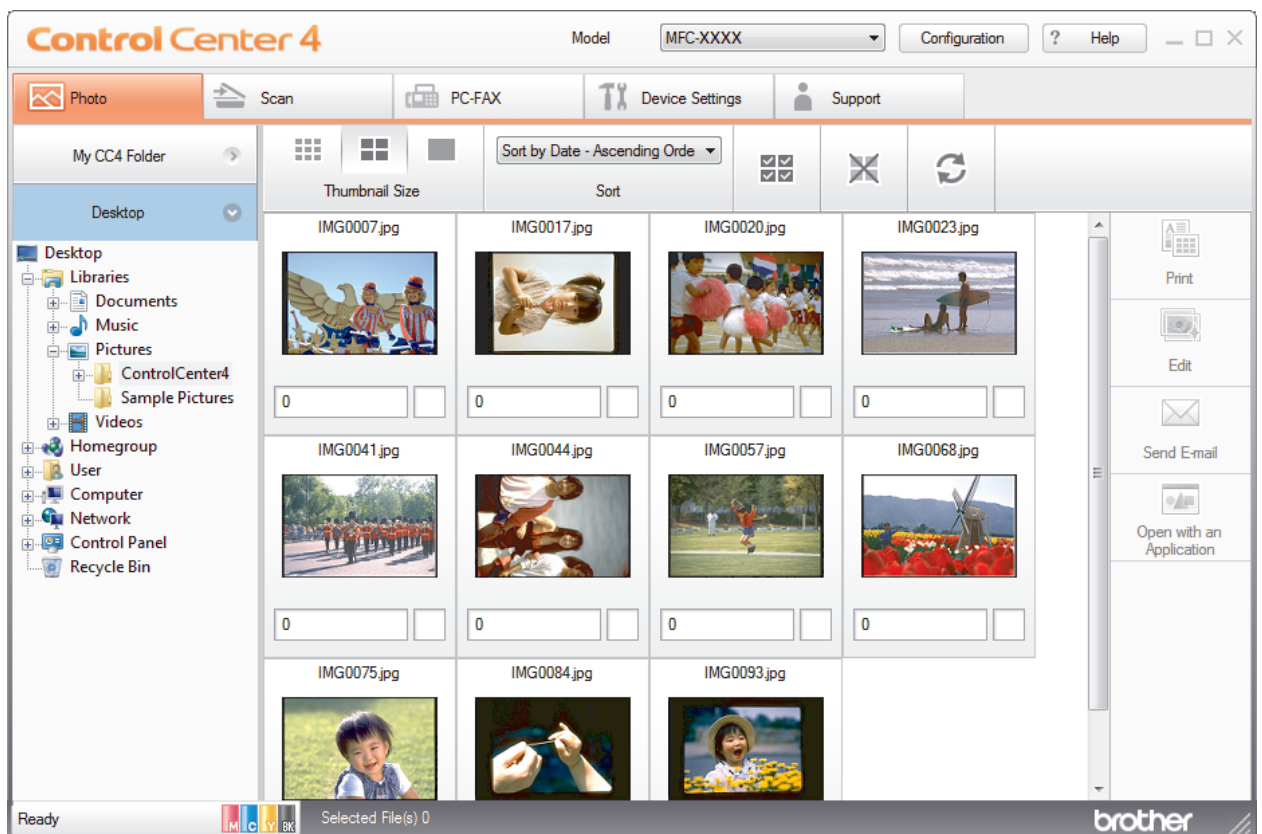 Control Center 4
Model MFC-XXXX Configuration ? Help
Photo Scan PC-FAX Device Settings Support
My CC4 Folder
Thumbnail Size
Sort by Date - Ascending Orde
Sort
Desktop
Desktop
Libraries
Documents
Music
Pictures
ControlCenter4
Sample Pictures
Videos
Homegroup
User
Computer
Network
Control Panel
Recycle Bin
IMG0007.jpg IMG0017.jpg IMG0020.jpg IMG0023.jpg
0 0 0 0
IMG0041.jpg IMG0044.jpg IMG0057.jpg IMG0068.jpg
0 0 0 0
IMG0075.jpg IMG0084.jpg IMG0093.jpg
Print
Edit
Send E-mail
Open with an
Application
Ready M C Y BK Selected File(s) 0 brother